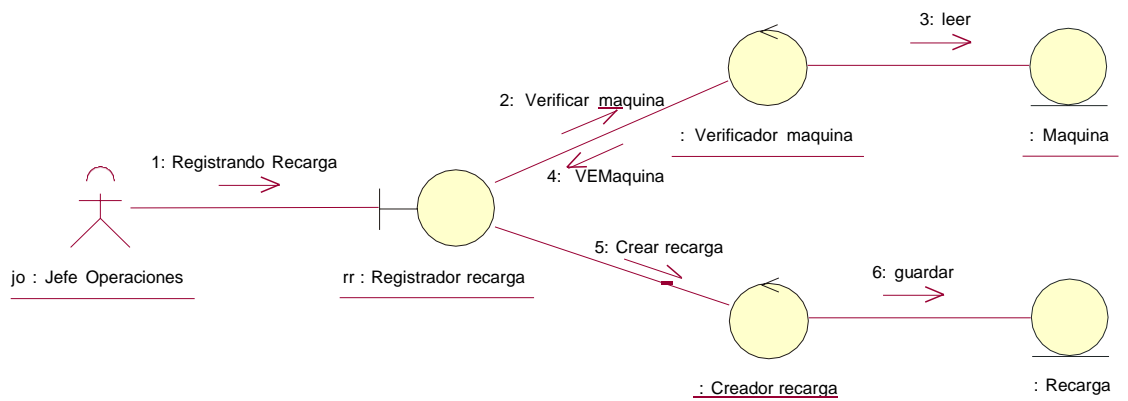 3: leer
2: Verificar maquina
: Verificador maquina
: Maquina
1: Registrando Recarga
4: VEMaquina
5: Crear recarga
jo : Jefe Operaciones
rr : Registrador recarga
6: guardar
: Creador recarga
: Recarga